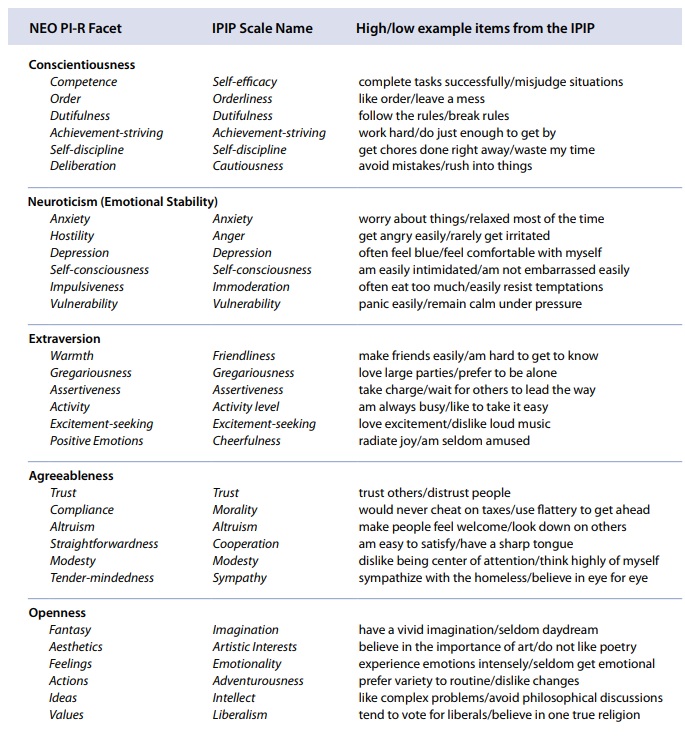 NEO PI-R Facet IPIP Scale Name High/low example items from the IPIP
Conscientiousness
Competence Self-efficacy complete tasks successfully/misjudge situations
Order Orderliness like order/leave a mess
Dutifulness Dutifulness follow the rules/break rules
Achievement-striving Achievement-striving work hard/do just enough to get by
Self-discipline Self-discipline get chores done right away/waste my time
Deliberation Cautiousness avoid mistakes/rush into things
Neuroticism (Emotional Stability)
Anxiety Anxiety worry about things/relaxed most of the time
Hostility Anger get angry easily/rarely get irritated
Depression Depression often feel blue/feel comfortable with myself
Self-consciousness Self-consciousness am easily intimidated/am not embarrassed easily
Impulsiveness Immoderation often eat too much/easily resist temptations
Vulnerability Vulnerability panic easily/remain calm under pressure
Extraversion
Warmth Friendliness make friends easily/am hard to get to know
Gregariousness Gregariousness love large parties/prefer to be alone
Assertiveness Assertiveness take charge/wait for others to lead the way
Activity Activity level am always busy/like to take it easy
Excitement-seeking Excitement-seeking love excitement/dislike loud music
Positive Emotions Cheerfulness radiate joy/am seldom amused
Agreeableness
Trust Trust trust others/distrust people
Compliance Morality would never cheat on taxes/use flattery to get ahead
Altruism Altruism make people feel welcome/look down on others
Straightforwardness Cooperation am easy to satisfy/have a sharp tongue
Modesty Modesty dislike being center of attention/think highly of myself
Tender-mindedness Sympathy sympathize with the homeless/believe in eye for eye
Openness
Fantasy Imagination have a vivid imagination/seldom daydream
Aesthetics Artistic Interests believe in the importance of art/do not like poetry
Feelings Emotionality experience emotions intensely/seldom get emotional
Actions Adventurousness prefer variety to routine/dislike changes
Ideas Intellect like complex problems/avoid philosophical discussions
Values Liberalism tend to vote for liberals/believe in one true religion